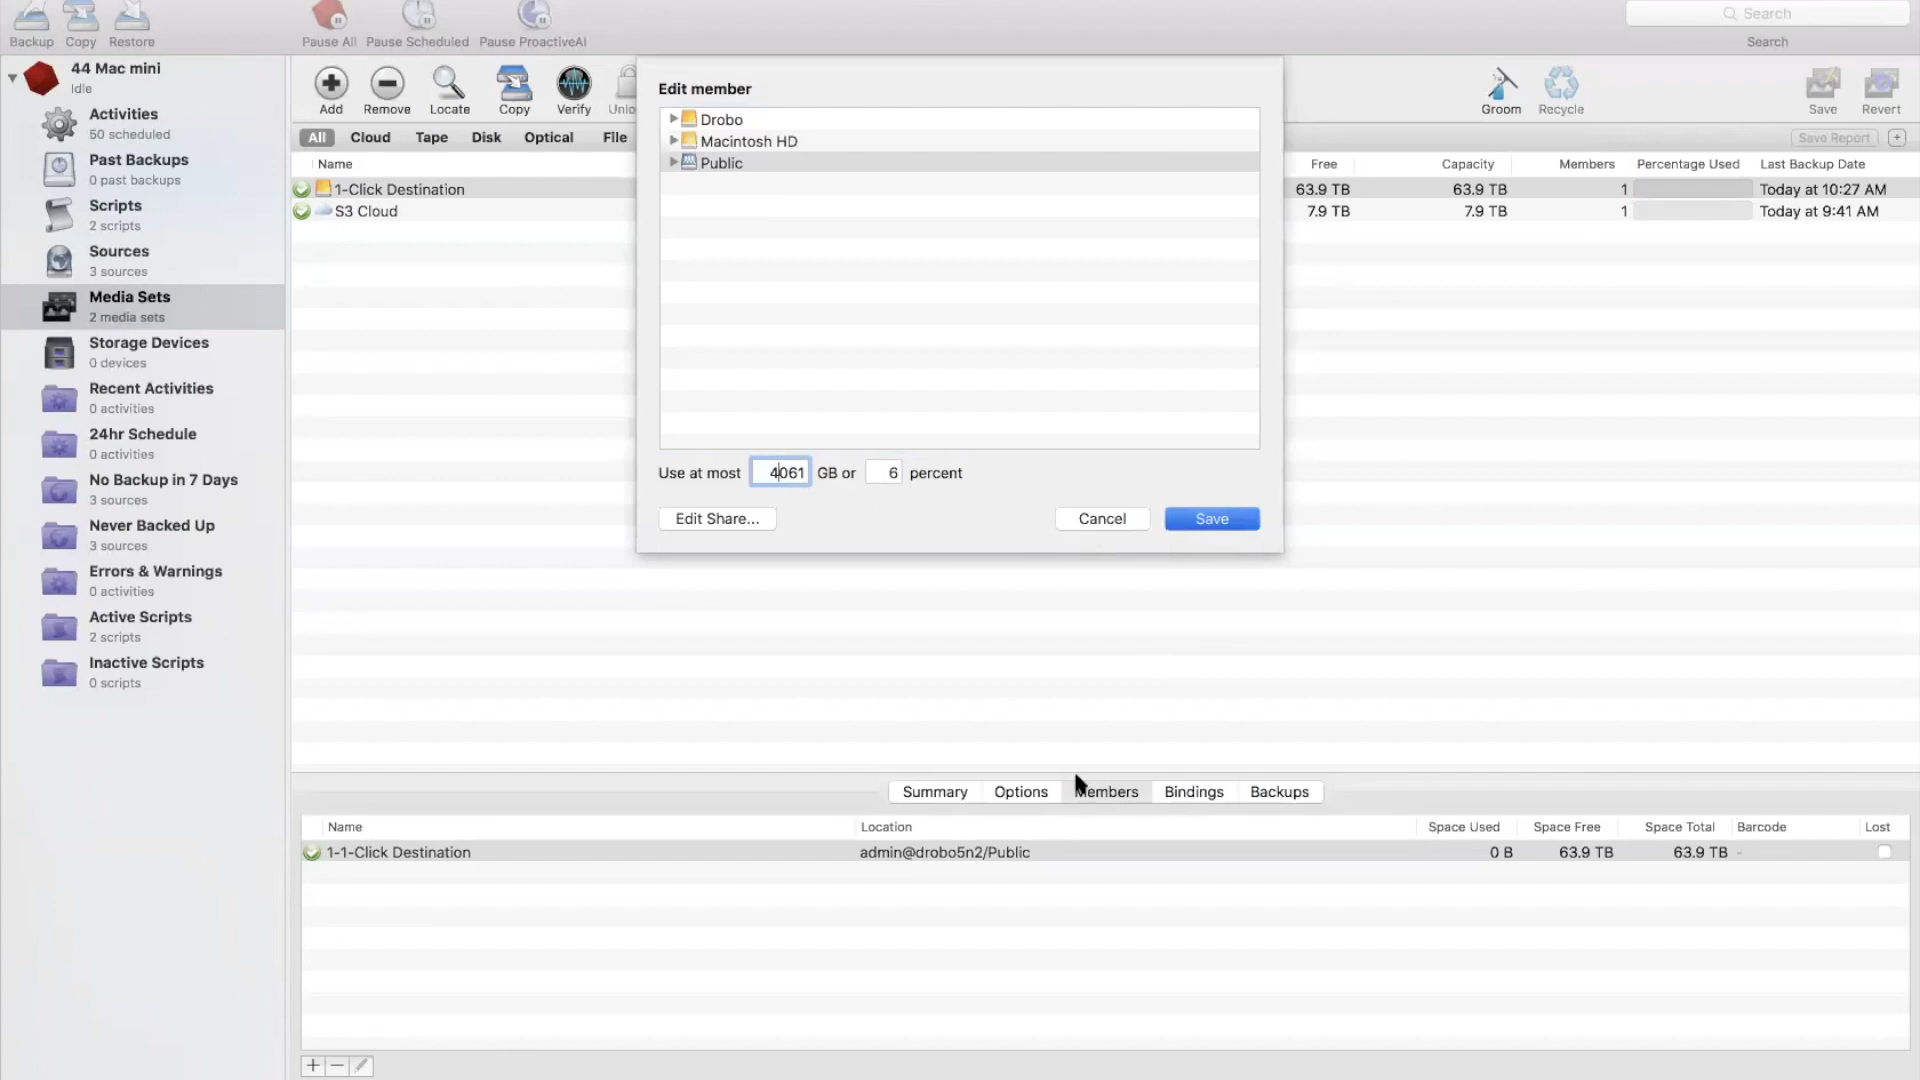 Backup Copy Restore Pause All Pause Scheduled Pause ProactiveAI
Search
Search
44 Mac mini
Idle
Activities
50 scheduled
Past Backups
0 past backups
Scripts
2 scripts
Sources
3 sources
Media Sets
2 media sets
Storage Devices
0 devices
Recent Activities
0 activities
24hr Schedule
0 activities
No Backup in 7 Days
3 sources
Never Backed Up
3 sources
Errors & Warnings
0 activities
Active Scripts
2 scripts
Inactive Scripts
0 scripts
Add Remove Locate Copy Verify Unlo Groom Recycle Save Revert
All Cloud Tape Disk Optical File Save Report +
Name Free Capacity Members Percentage Used Last Backup Date
1-Click Destination 63.9 TB 63.9 TB 1 Today at 10:27 AM
S3 Cloud 7.9 TB 7.9 TB 1 Today at 9:41 AM
Edit member
Drobo
Macintosh HD
Public
Use at most 4061 GB or 6 percent
Edit Share... Cancel Save
Summary Options Members Bindings Backups
Name Location Space Used Space Free Space Total Barcode Lost
1-1-Click Destination admin@drobo5n2/Public 0 B 63.9 TB 63.9 TB -